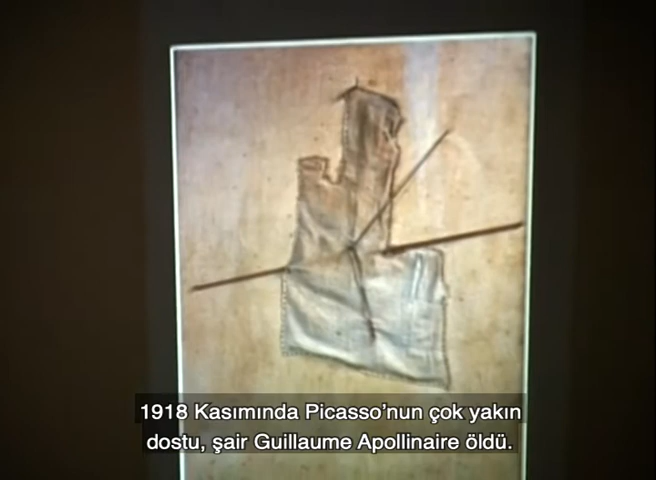 1918 Kasımında Picasso'nun çok yakın
dostu, şair Guillaume Apollinaire öldü.